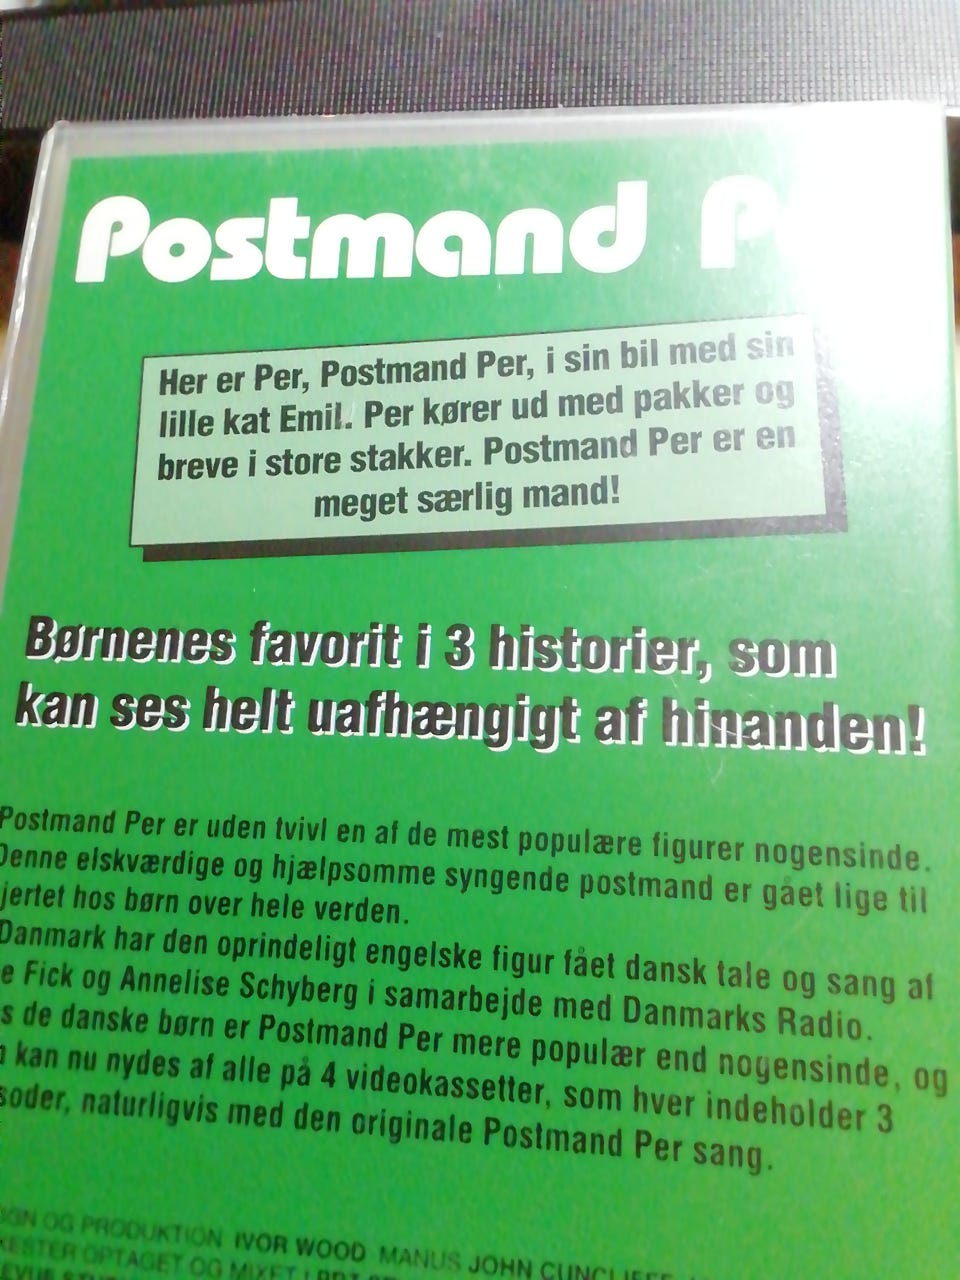 Postmand
Her er Per, Postmand Per, i sin bil med sin
lille kat Emil. Per kører ud med pakker og
breve i store stakker. Postmand Per er en
meget særlig mand!
Børnenes favorit i 3 historier, som
kan ses helt uafhængigt af hinanden!
Postmand Per er uden tvivl en af de mest populære figurer nogensinde.
Denne elskværdige og hjælpsomme syngende postmand er gået lige til
jertet hos børn over hele verden.
Danmark har den oprindeligt engelske figur fået dansk tale og sang af
e Fick og Annelise Schyberg i samarbejde med Danmarks Radio.
s de danske børn er Postmand Per mere populær end nogensinde, og
kan nu nydes af alle på 4 videokassetter, som hver indeholder 3
soder, naturligvis med den originale Postmand Per sang.
OG PRODUKTION IVOR WOOD MANUS JOHN CUNCLIFFE
OPTAGET OG MIXET